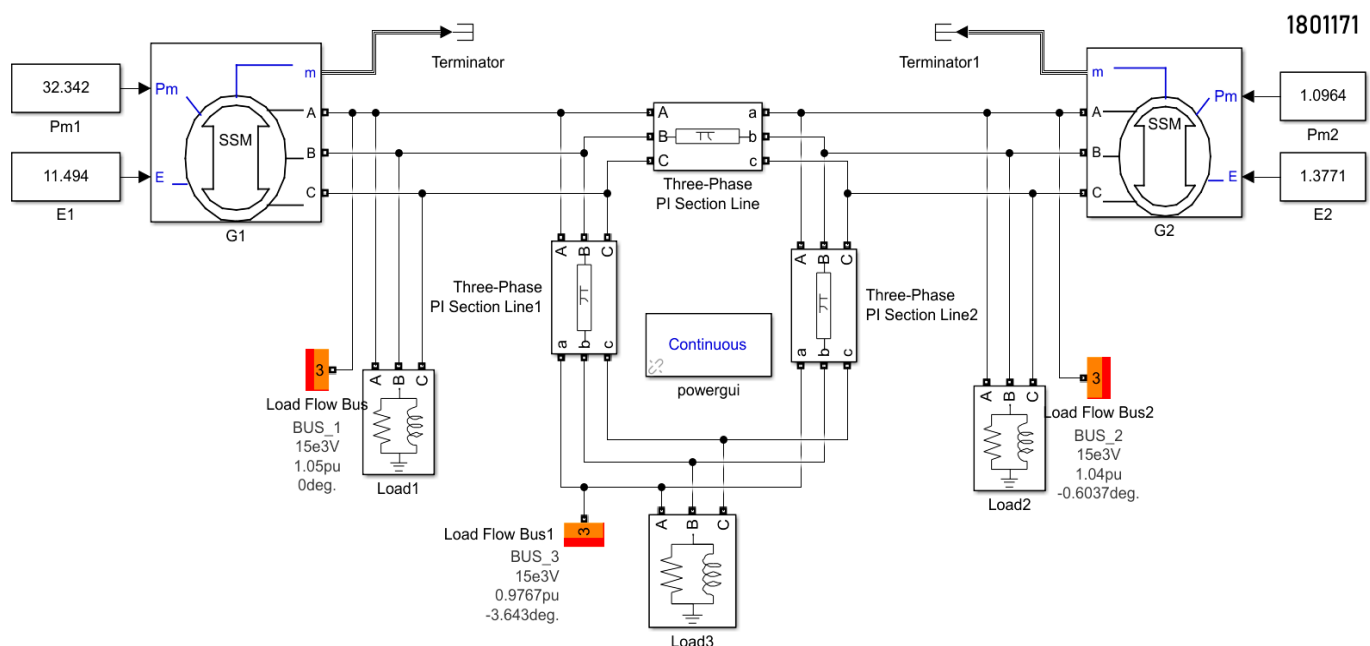 1801171
Terminator
Terminator1
32.342
Pm1
11.494
E1
Pm
E
m
A
B
C
SSM
G1
A
B
C
a
b
c
Three-Phase
PI Section Line
m
A
B
C
Pm
E
SSM
G2
1.0964
Pm2
1.3771
E2
A B C
Three-Phase
PI Section Line1
a b c
A B C
Three-Phase
PI Section Line2
a b c
Continuous
powergui
3
Load Flow Bus
BUS_1
15e3V
1.05pu
0deg.
A B C
Load1
3
Load Flow Bus2
BUS_2
15e3V
1.04pu
-0.6037deg.
A B C
Load2
3
Load Flow Bus1
BUS_3
15e3V
0.9767pu
-3.643deg.
A B C
Load3